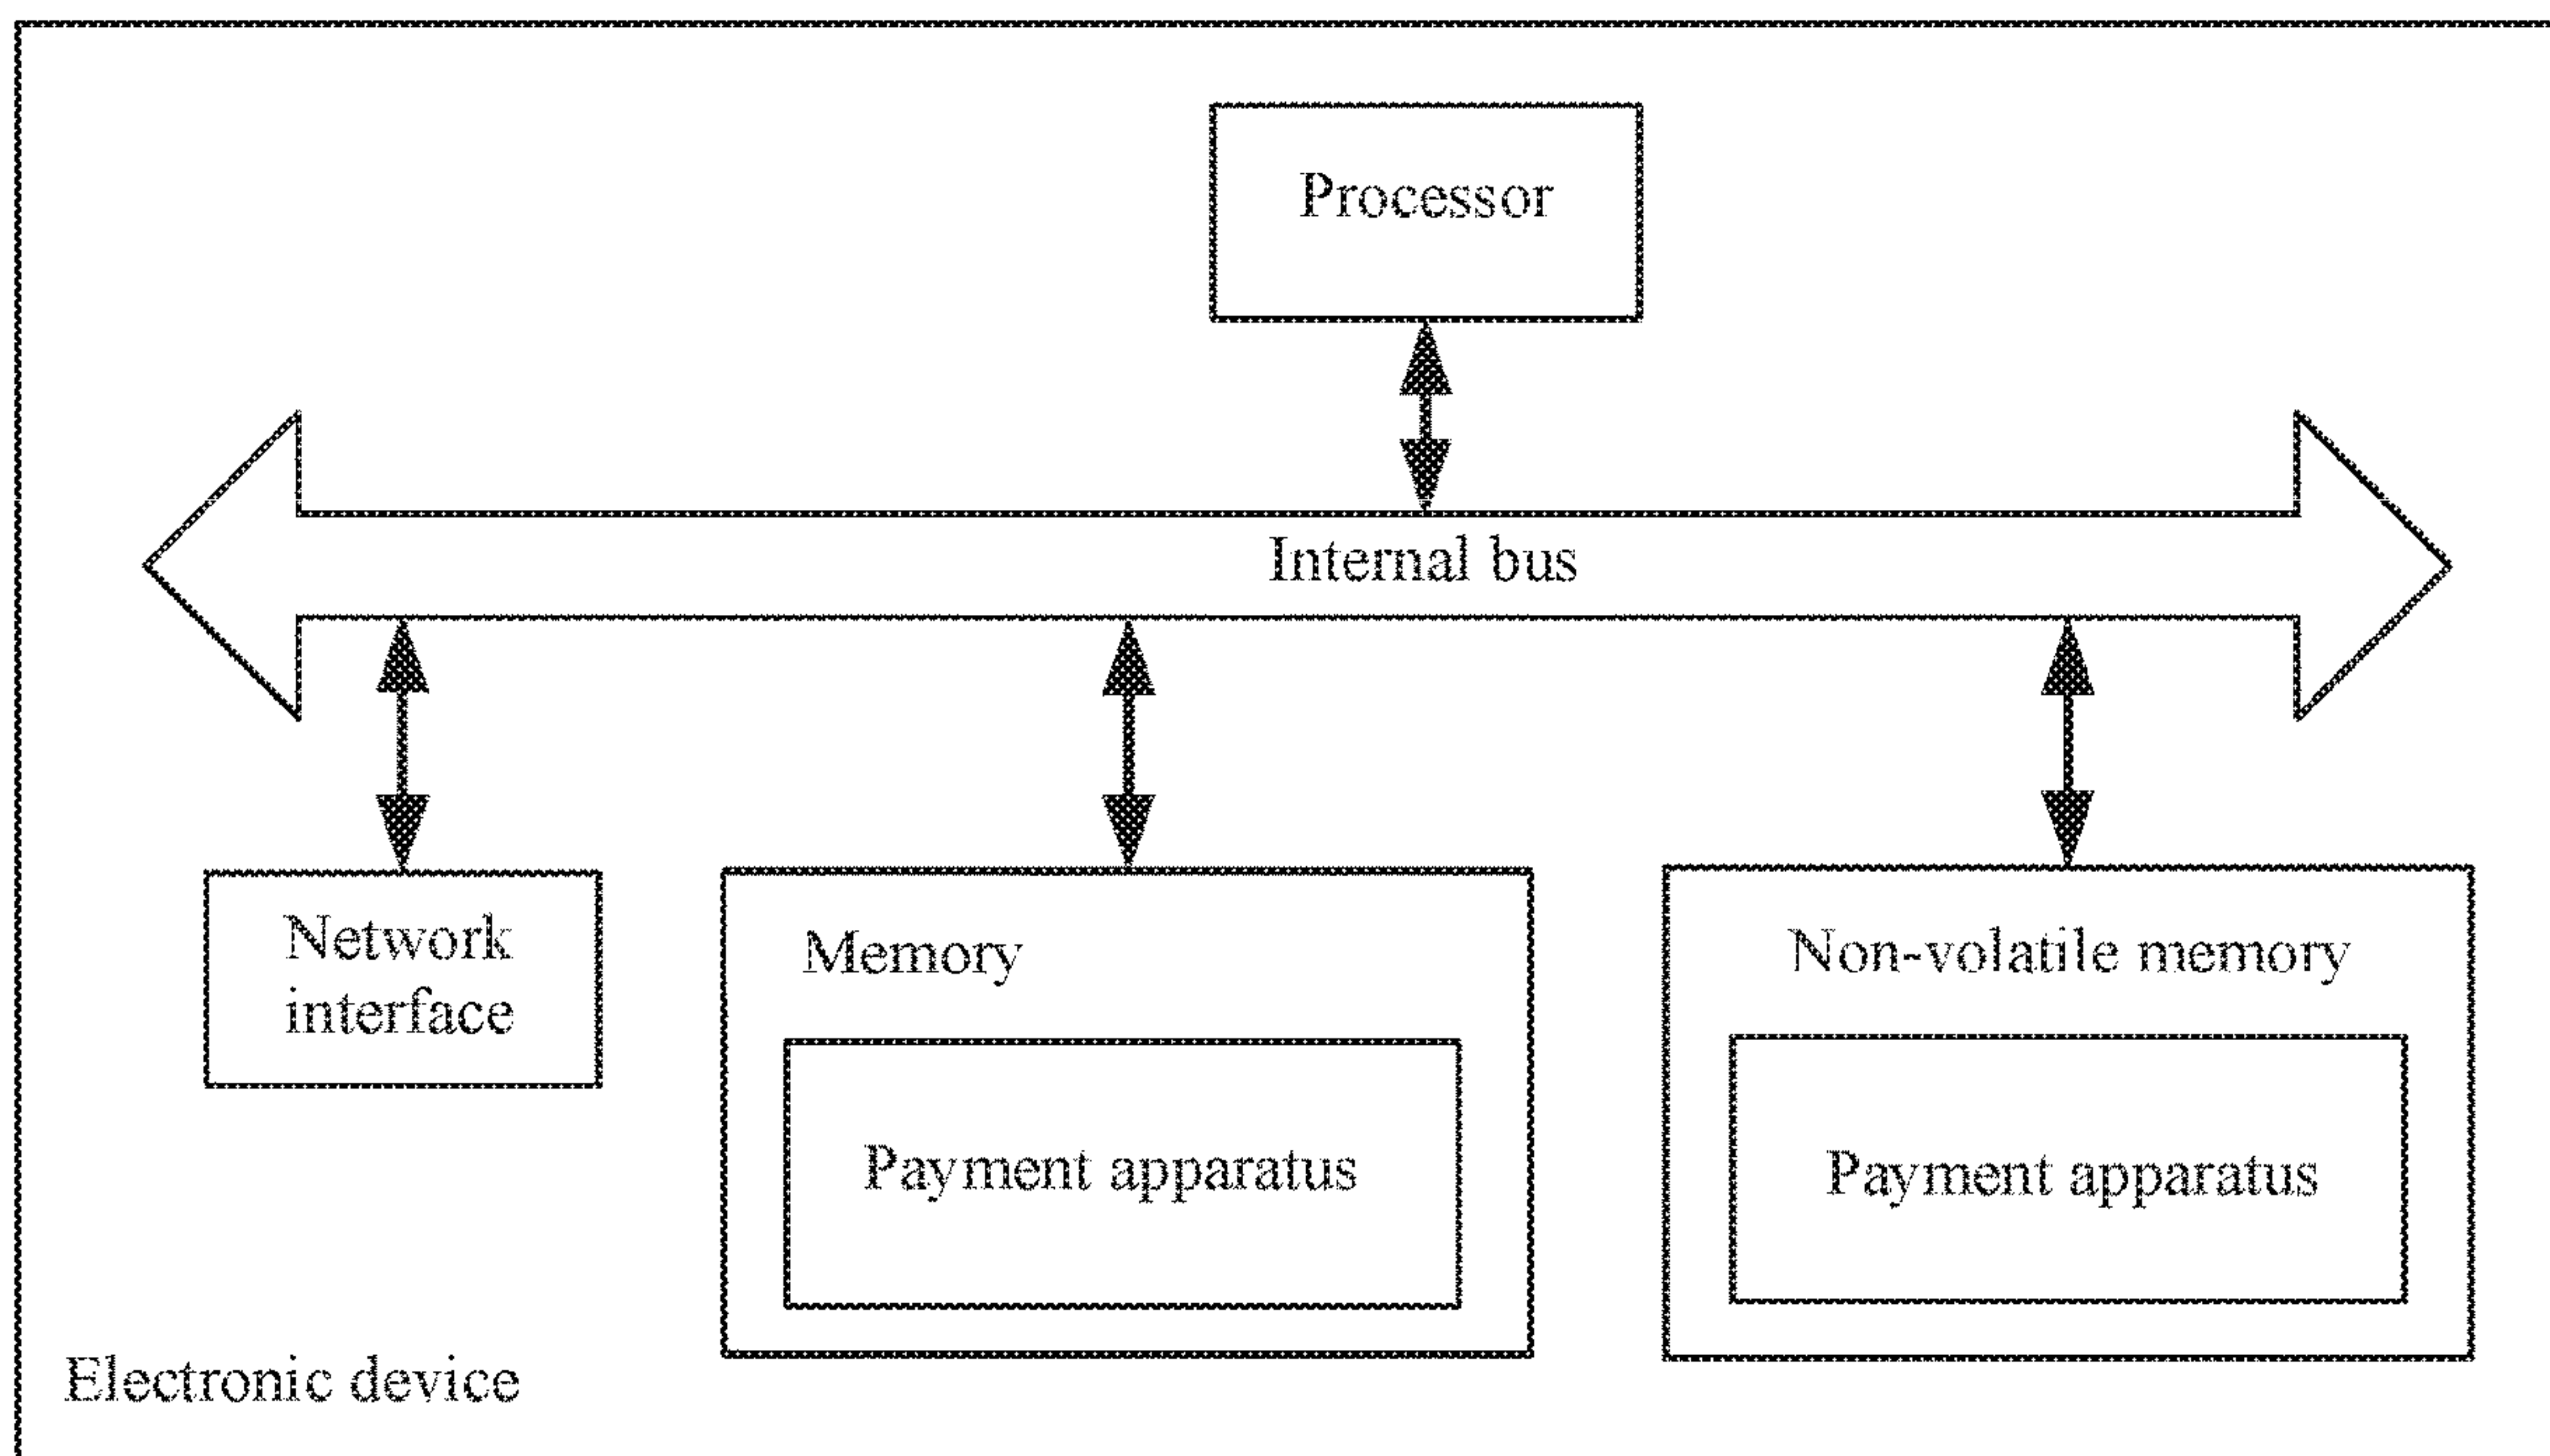 Processor
Internal bus
Network
interface
Memory
Payment apparatus
Non-volatile memory
Payment apparatus
Electronic device